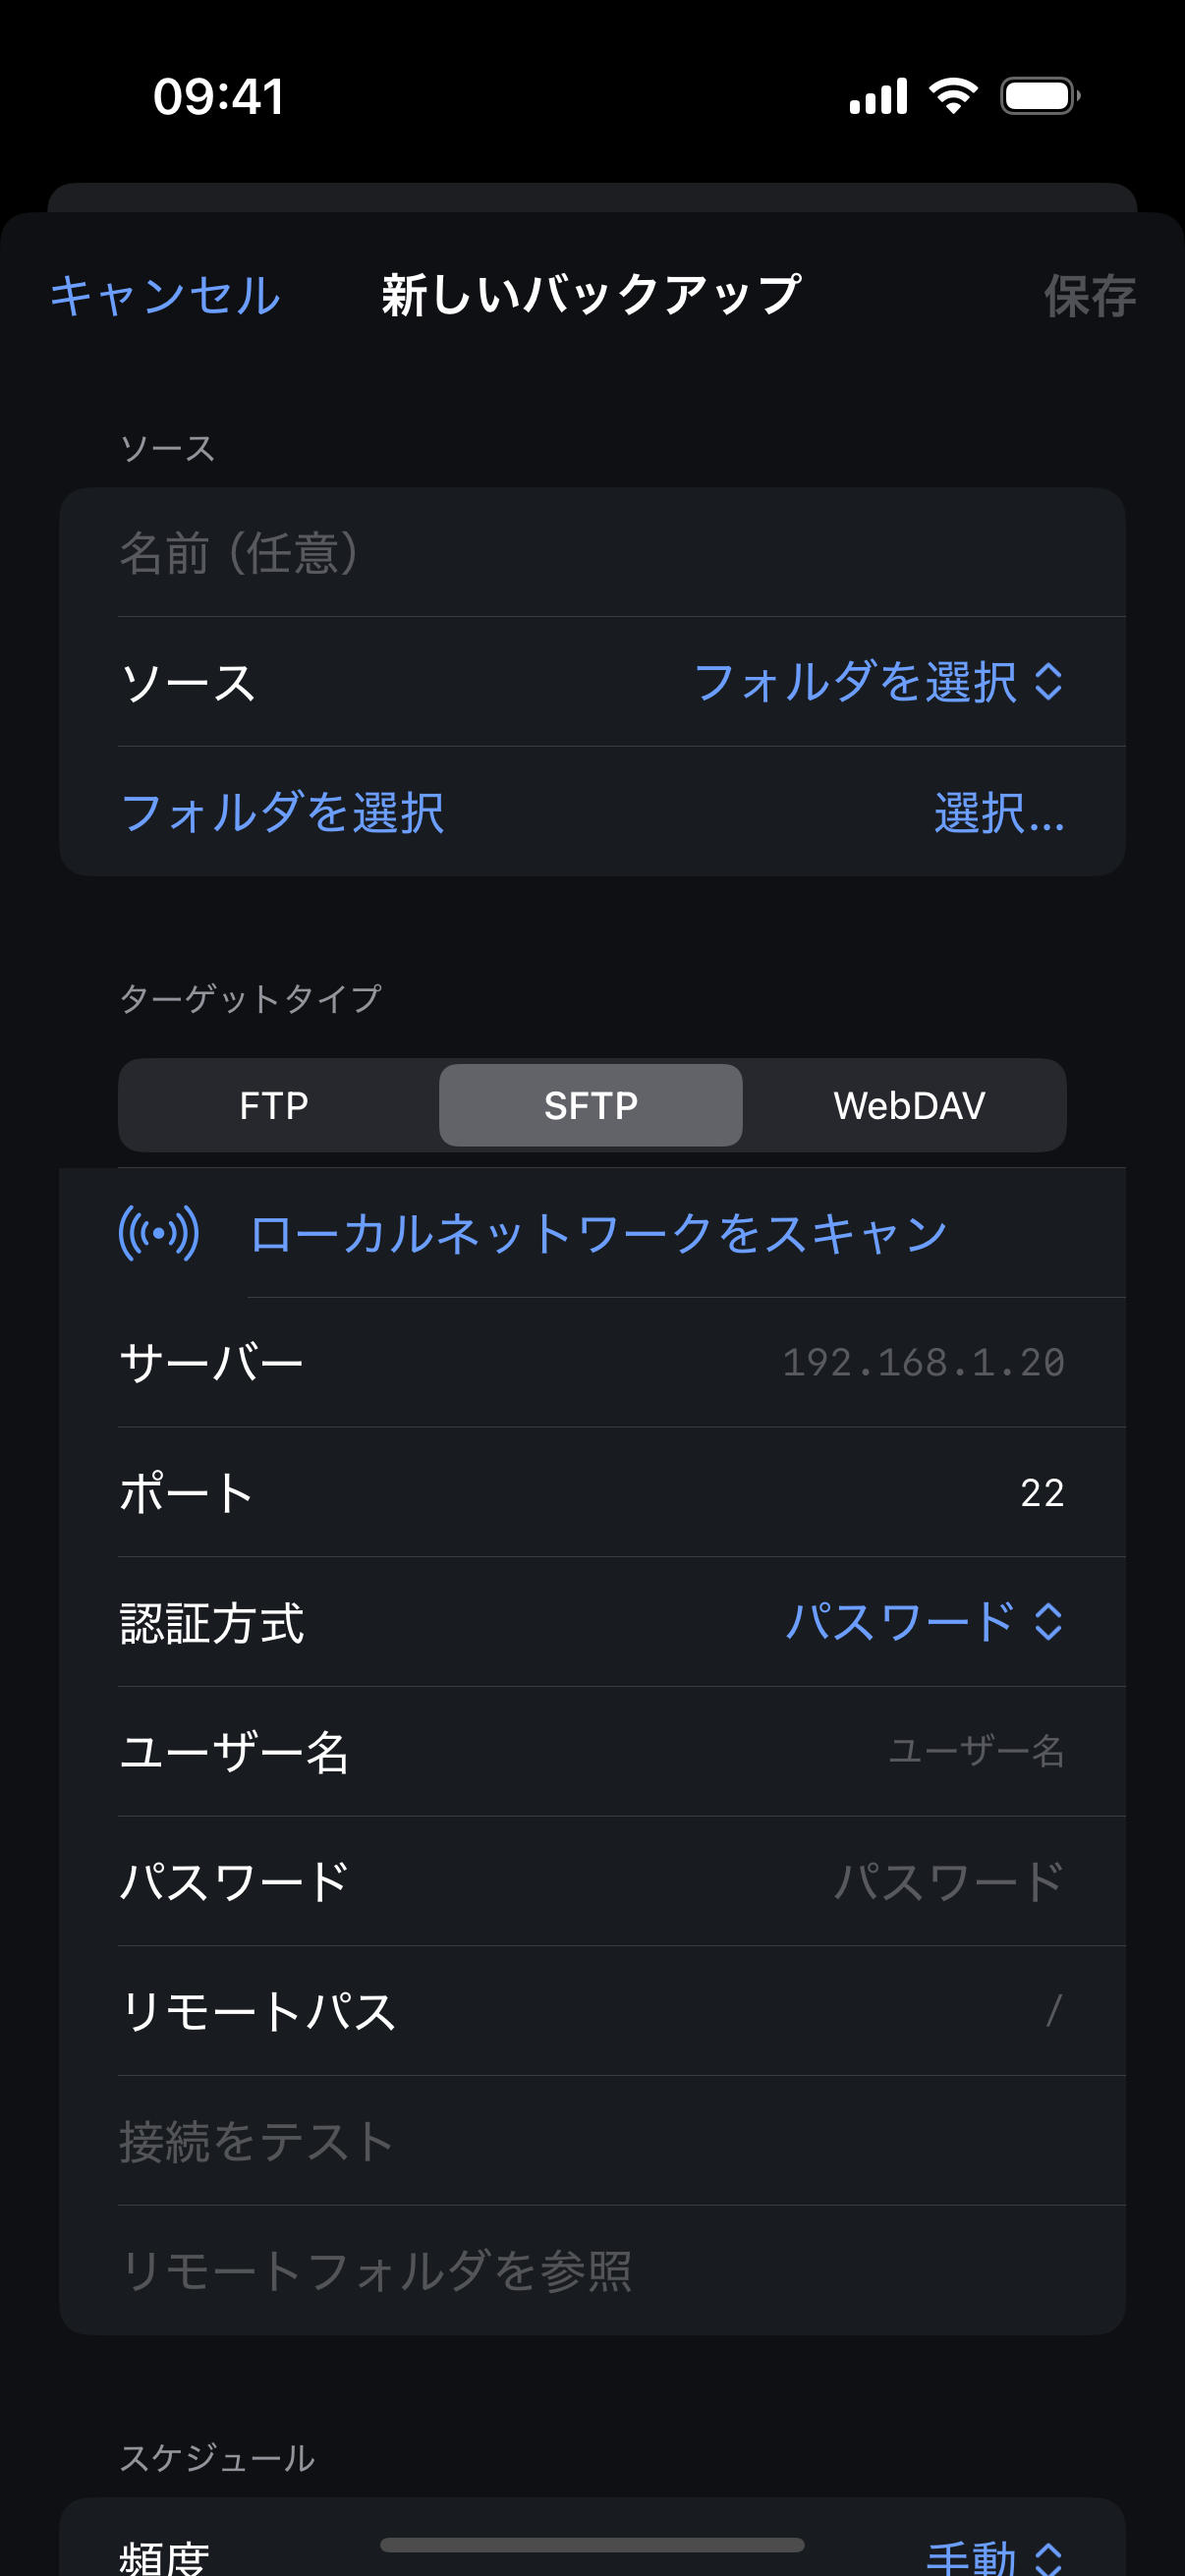 09:41
キャンセル 新しいバックアップ 保存
ソース
名前（任意）
ソース フォルダを選択
フォルダを選択 選択...
ターゲットタイプ
FTP SFTP WebDAV
ローカルネットワークをスキャン
サーバー 192.168.1.20
ポート 22
認証方式 パスワード
ユーザー名 ユーザー名
パスワード パスワード
リモートパス /
接続をテスト
リモートフォルダを参照
スケジュール
頻度 手動